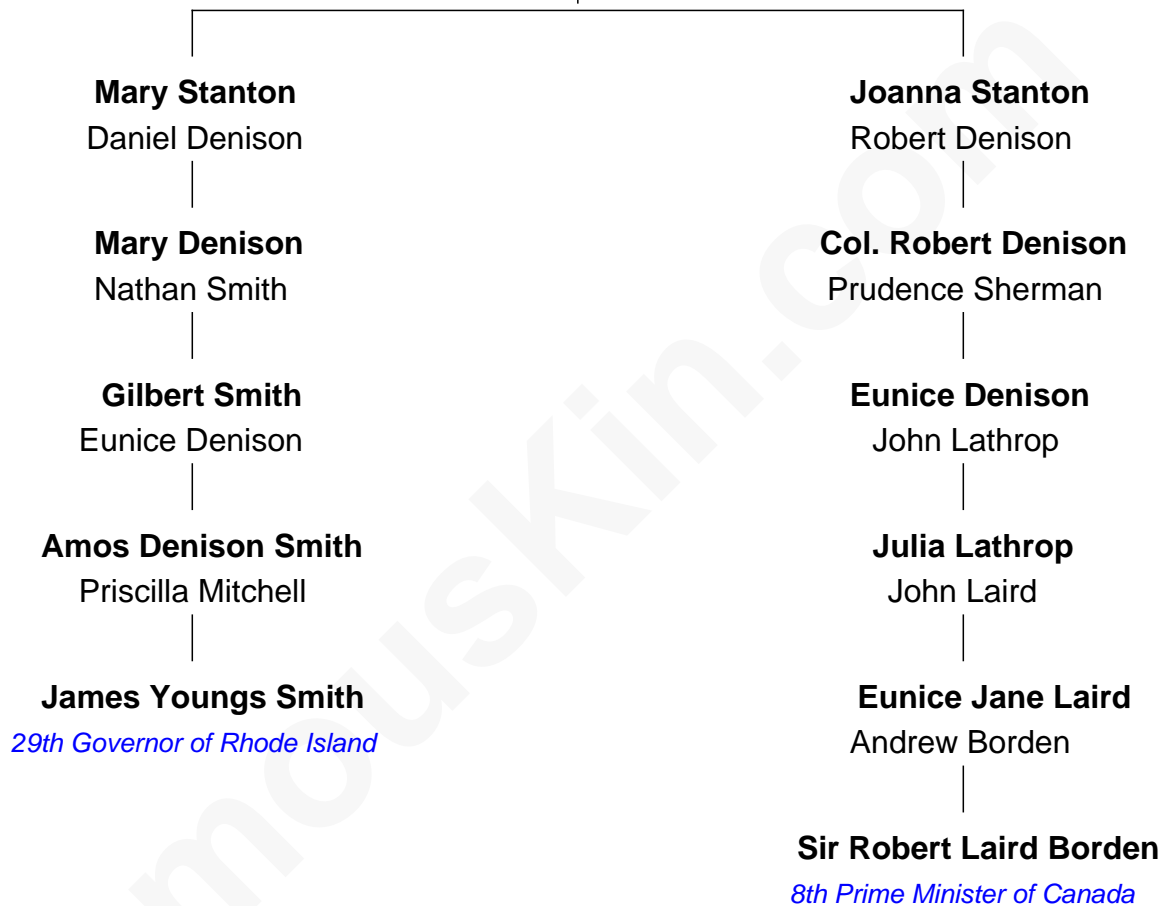 Mary Stanton
Daniel Denison
Mary Denison
Nathan Smith
Gilbert Smith
Eunice Denison
Amos Denison Smith
Priscilla Mitchell
James Youngs Smith
29th Governor of Rhode Island
Joanna Stanton
Robert Denison
Col. Robert Denison
Prudence Sherman
Eunice Denison
John Lathrop
Julia Lathrop
John Laird
Eunice Jane Laird
Andrew Borden
Sir Robert Laird Borden
8th Prime Minister of Canada
mousKin.com